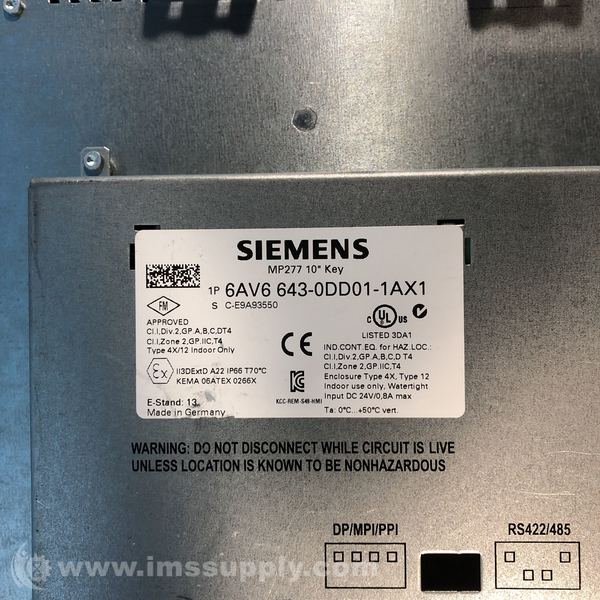 SIEMENS
MP277 10" Key
1P 6AV6 643-0DD01-1AX1
S C-E9A93550
FM
APPROVED
Cl.I,Div.2,GP.A,B,C,DT4
Cl.I,Zone 2,GP.IIC,T4
Type 4X/12 Indoor Only
C UL US
LISTED 3DA1
IND.CONT.EQ. for HAZ.LOC.:
Cl.I,Div.2,GP.A,B,C,D T4
Cl.I,Zone 2,GP.IIC,T4
Enclosure Type 4X, Type 12
Indoor use only, Watertight
Input DC 24V/0,8A max
Ta: 0°C...+50°C vert.
CE
Ex
II3DExtD A22 IP66 T70°C
KEMA 06ATEX 0266X
KCC-REM-S49-HMI
E-Stand: 13
Made in Germany
WARNING: DO NOT DISCONNECT WHILE CIRCUIT IS LIVE
UNLESS LOCATION IS KNOWN TO BE NONHAZARDOUS
DP/MPI/PPI
RS422/485
www.imssupply.com